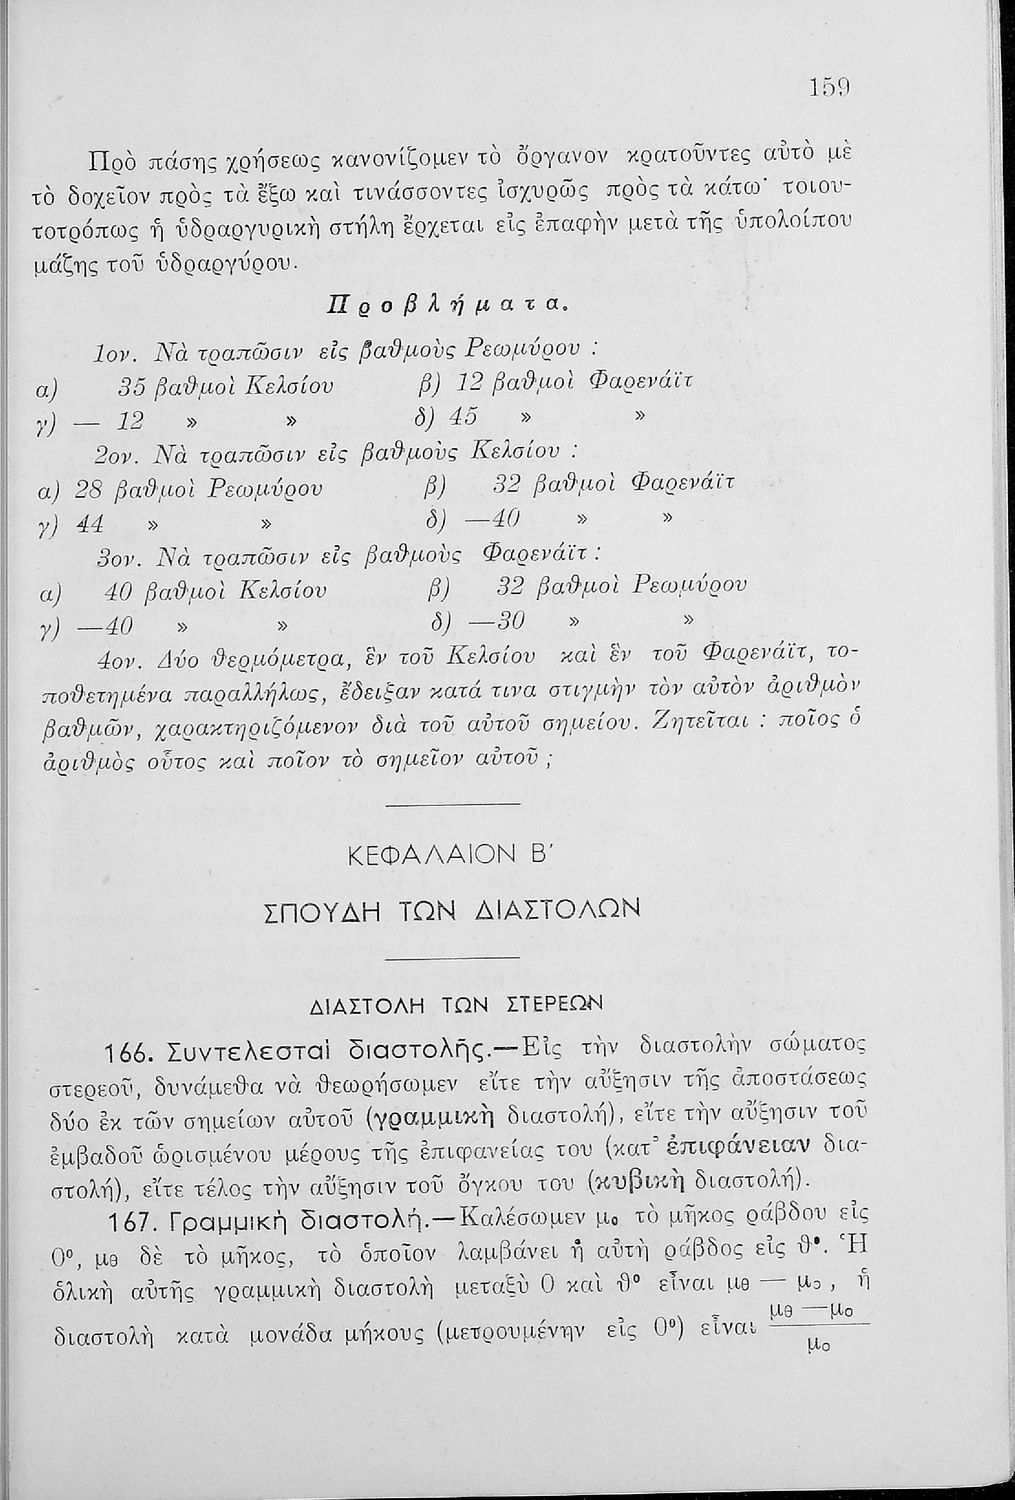 159
Πρὸ πάσης χρήσεως κανονίζομεν τὸ ὄργανον κρατοῦντες αὐτὸ μὲ
τὸ δοχεῖον πρὸς τὰ ἔξω καὶ τινάσσοντες ἰσχυρῶς πρὸς τὰ κάτω˙ τοιου-
τοτρόπως ἡ ὑδραργυρικὴ στήλη ἔρχεται εἰς ἐπαφὴν μετὰ τῆς ὑπολοίπου
μάζης τοῦ ὑδραργύρου.
Προβλήματα.
1ον. Νὰ τραπῶσιν εἰς βαθμοὺς Ρεωμύρου :
α) 35 βαθμοὶ Κελσίου β) 12 βαθμοὶ Φαρενάϊτ
γ) — 12 » » δ) 45 » »
2ον. Νὰ τραπῶσιν εἰς βαθμοὺς Κελσίου :
α) 28 βαθμοὶ Ρεωμύρου β) 32 βαθμοὶ Φαρενάϊτ
γ) 44 » » δ) —40 » »
3ον. Νὰ τραπῶσιν εἰς βαθμοὺς Φαρενάϊτ :
α) 40 βαθμοὶ Κελσίου β) 32 βαθμοὶ Ρεωμύρου
γ) —40 » » δ) —30 » »
4ον. Δύο θερμόμετρα, ἓν τοῦ Κελσίου καὶ ἓν τοῦ Φαρενάϊτ, το-
ποθετημένα παραλλήλως, ἔδειξαν κατά τινα στιγμὴν τὸν αὐτὸν ἀριθμὸν
βαθμῶν, χαρακτηριζόμενον διὰ τοῦ αὐτοῦ σημείου. Ζητεῖται : ποῖος ὁ
ἀριθμὸς οὗτος καὶ ποῖον τὸ σημεῖον αὐτοῦ ;
ΚΕΦΑΛΑΙΟΝ Β΄
ΣΠΟΥΔΗ ΤΩΝ ΔΙΑΣΤΟΛΩΝ
ΔΙΑΣΤΟΛΗ ΤΩΝ ΣΤΕΡΕΩΝ
166. Συντελεσταὶ διαστολῆς.—Εἰς τὴν διαστολὴν σώματος
στερεοῦ, δυνάμεθα νὰ θεωρήσωμεν εἴτε τὴν αὔξησιν τῆς ἀποστάσεως
δύο ἐκ τῶν σημείων αὐτοῦ (γραμμικὴ διαστολή), εἴτε τὴν αὔξησιν τοῦ
ἐμβαδοῦ ὡρισμένου μέρους τῆς ἐπιφανείας του (κατ᾿ ἐπιφάνειαν δια-
στολή), εἴτε τέλος τὴν αὔξησιν τοῦ ὄγκου του (κυβικὴ διαστολή).
167. Γραμμικὴ διαστολή.—Καλέσωμεν μ₀ τὸ μῆκος ράβδου εἰς
0°, μθ δὲ τὸ μῆκος, τὸ ὁποῖον λαμβάνει ἡ αὐτὴ ράβδος εἰς θ°. Ἡ
ὁλικὴ αὐτῆς γραμμικὴ διαστολὴ μεταξὺ 0 καὶ θ° εἶναι μθ — μ₀, ἡ
διαστολὴ κατὰ μονάδα μήκους (μετρουμένην εἰς 0°) εἶναι μθ — μ₀
μ₀